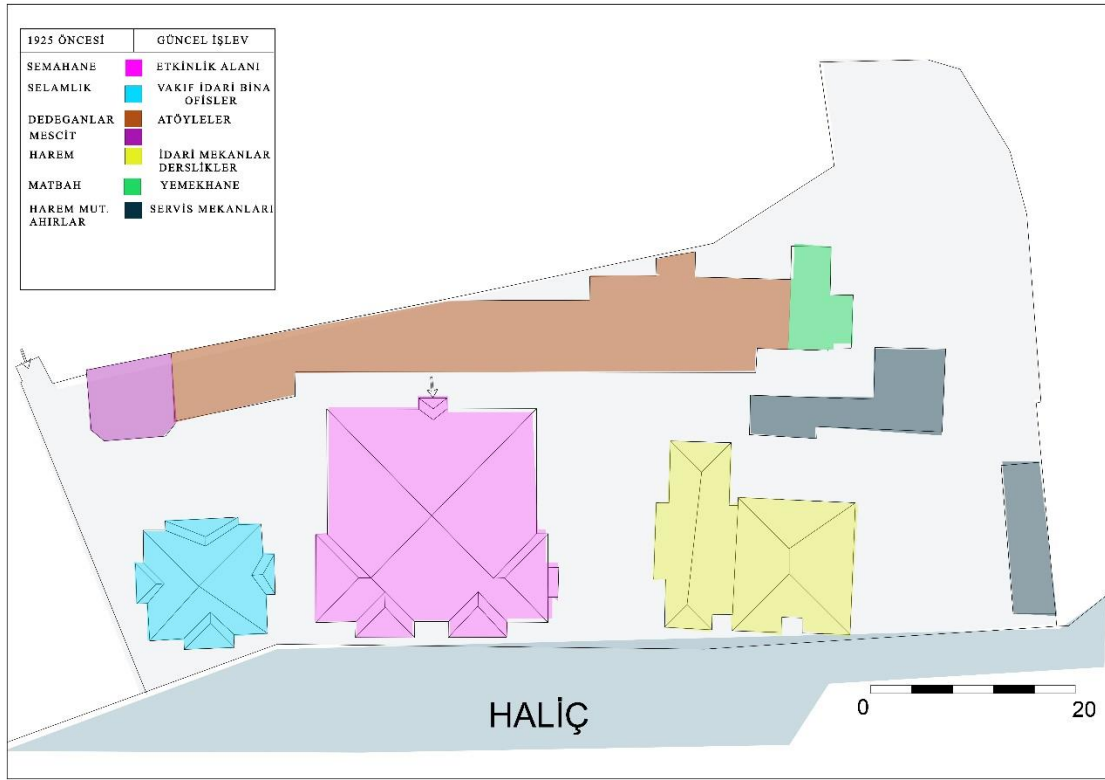 1925 ÖNCESİ GÜNCEL İŞLEV
SEMAHANE ETKİNLİK ALANI
SELAMLIK VAKIF İDARİ BİNA
OFİSLER
DEDEGANLAR ATÖYLELER
MESCİT
HAREM İDARİ MEKANLAR
DERSLİKLER
MATBAH YEMEKHANE
HAREM MUT. SERVİS MEKANLARI
AHIRLAR
HALİÇ
0 20